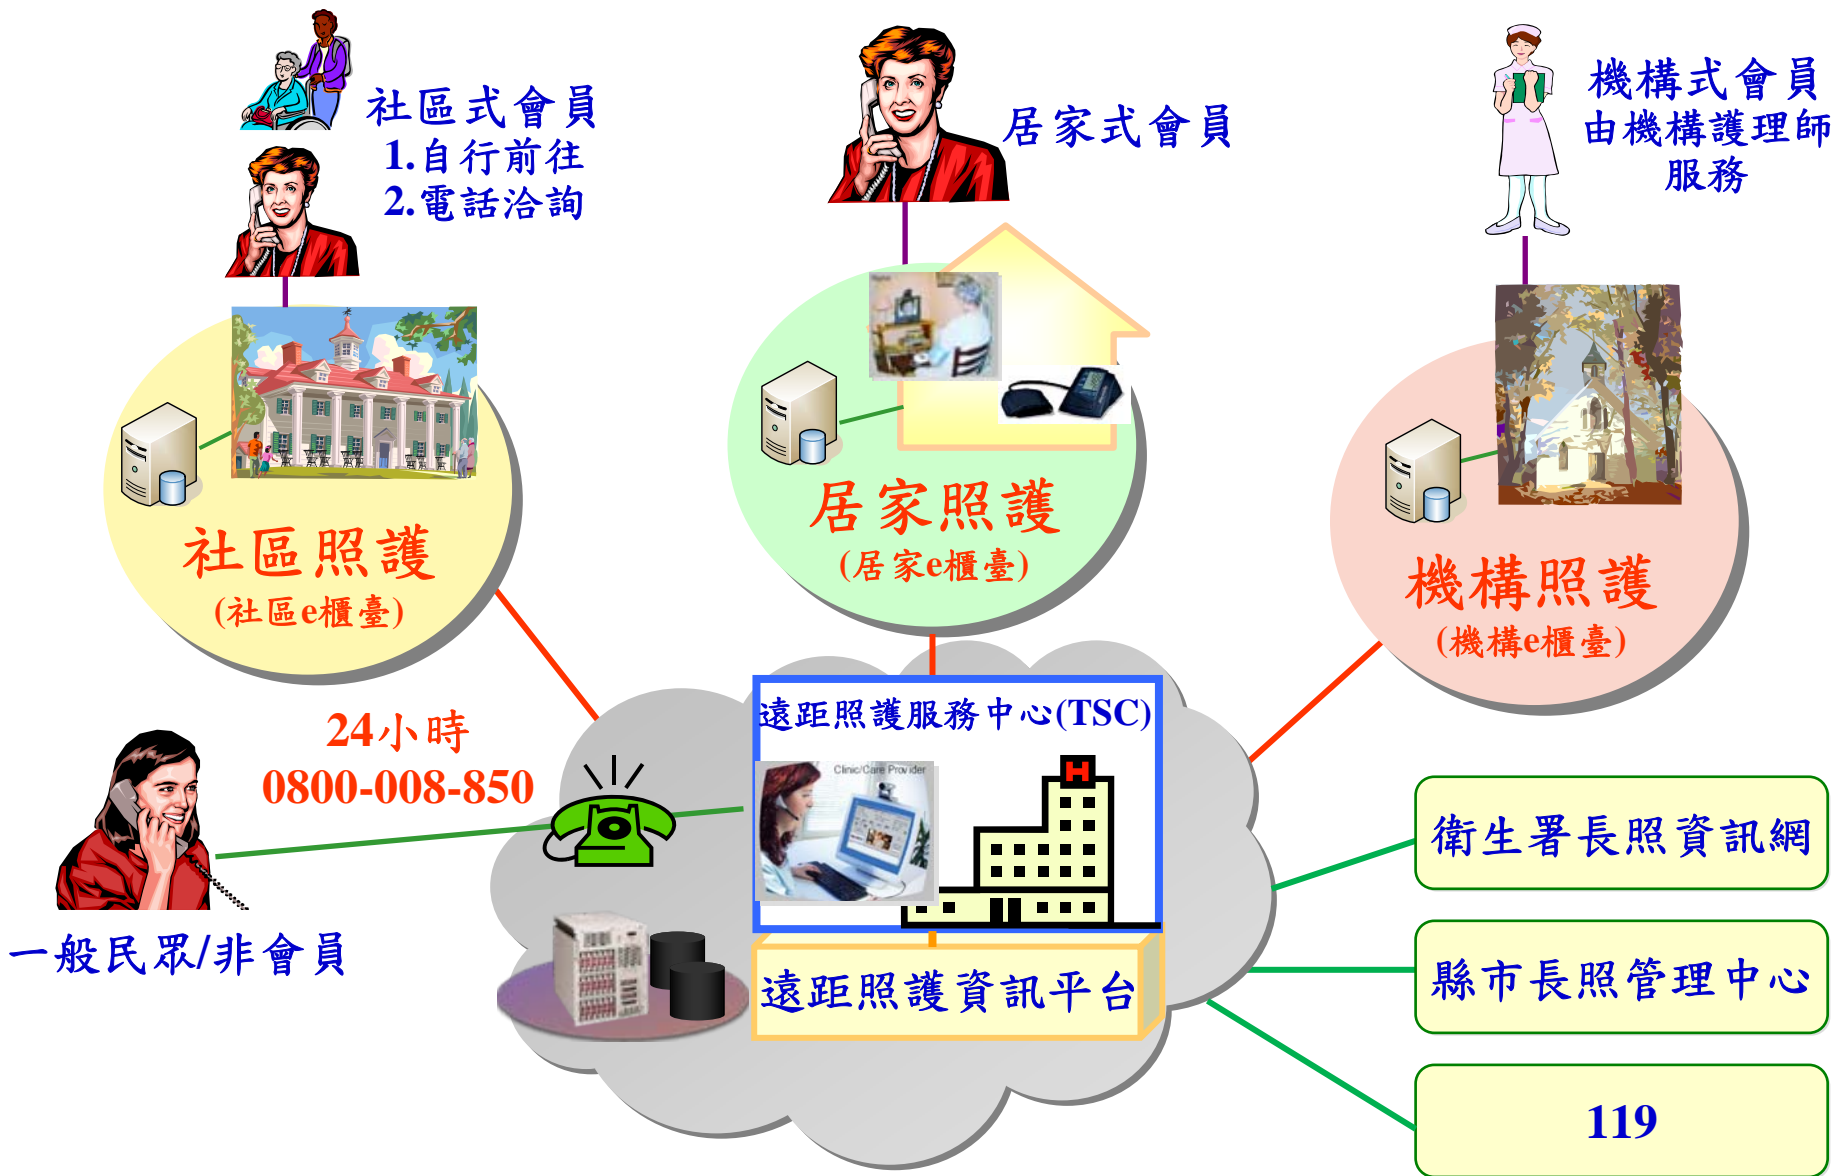 社區式會員
1.自行前往
2.電話洽詢
居家式會員
機構式會員
由機構護理師
服務
社區照護
(社區e櫃臺)
居家照護
(居家e櫃臺)
機構照護
(機構e櫃臺)
24小時
0800-008-850
一般民眾/非會員
遠距照護服務中心(TSC)
Clinic/Care Provider
H
遠距照護資訊平台
衛生署長照資訊網
縣市長照管理中心
119